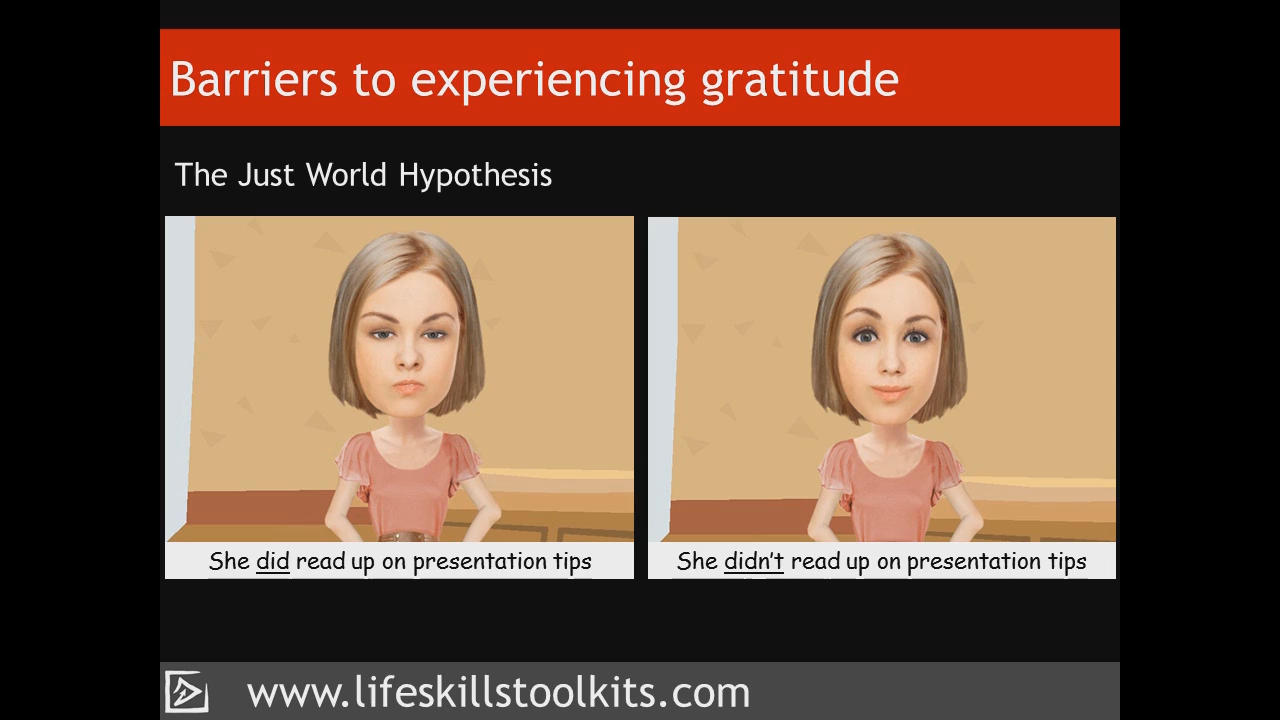 Barriers to experiencing gratitude
The Just World Hypothesis
She did read up on presentation tips
She didn't read up on presentation tips
www.lifeskillstoolkits.com